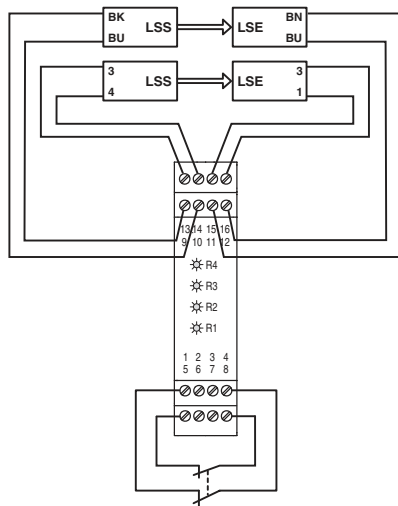 BK LSS
BU
BN
LSE BU
3 LSS
4
3
LSE 1
13 14 15 16
9 10 11 12
R4
R3
R2
R1
1 2 3 4
5 6 7 8